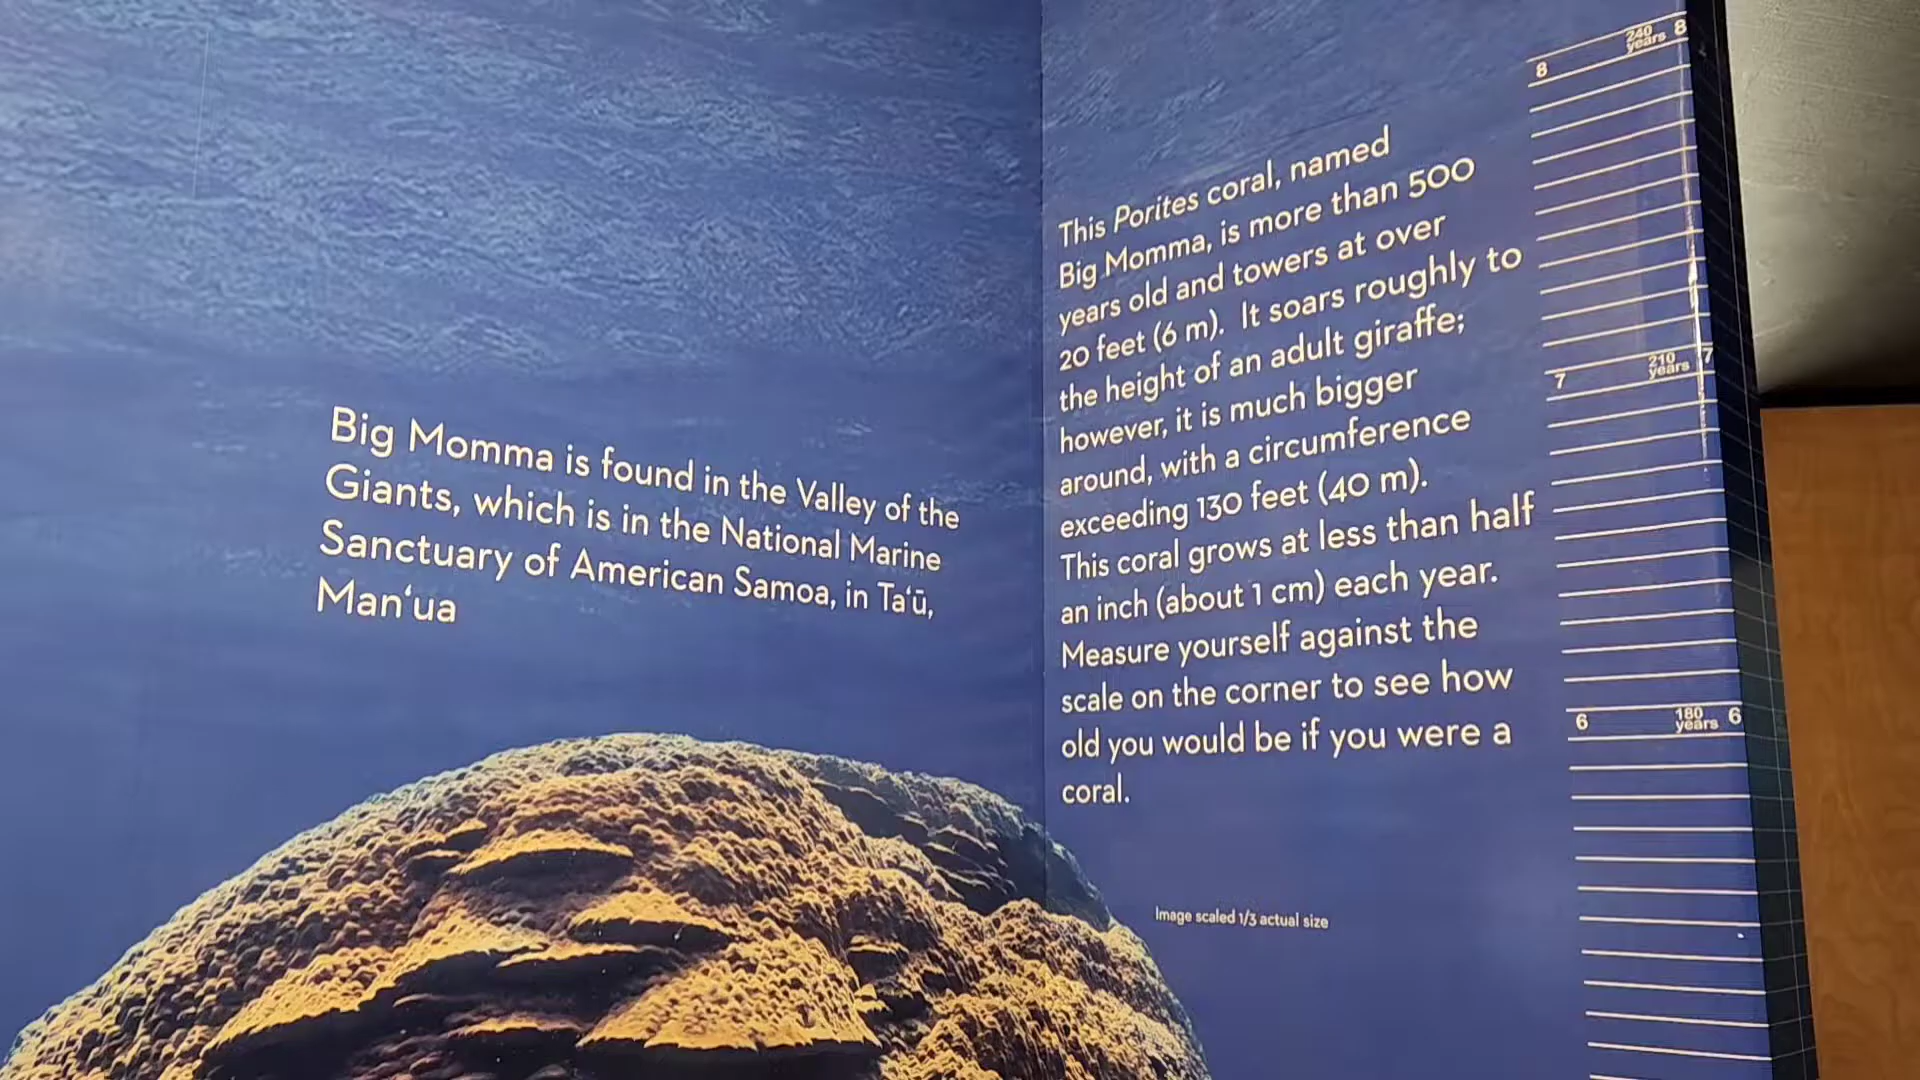 Big Momma is found in the Valley of the
Giants, which is in the National Marine
Sanctuary of American Samoa, in Ta‘ū,
Man‘ua
This Porites coral, named
Big Momma, is more than 500
years old and towers at over
20 feet (6 m). It soars roughly to
the height of an adult giraffe;
however, it is much bigger
around, with a circumference
exceeding 130 feet (40 m).
This coral grows at less than half
an inch (about 1 cm) each year.
Measure yourself against the
scale on the corner to see how
old you would be if you were a
coral.
Image scaled 1/3 actual size
8 240 years 8
7 210 years 7
6 180 years 6